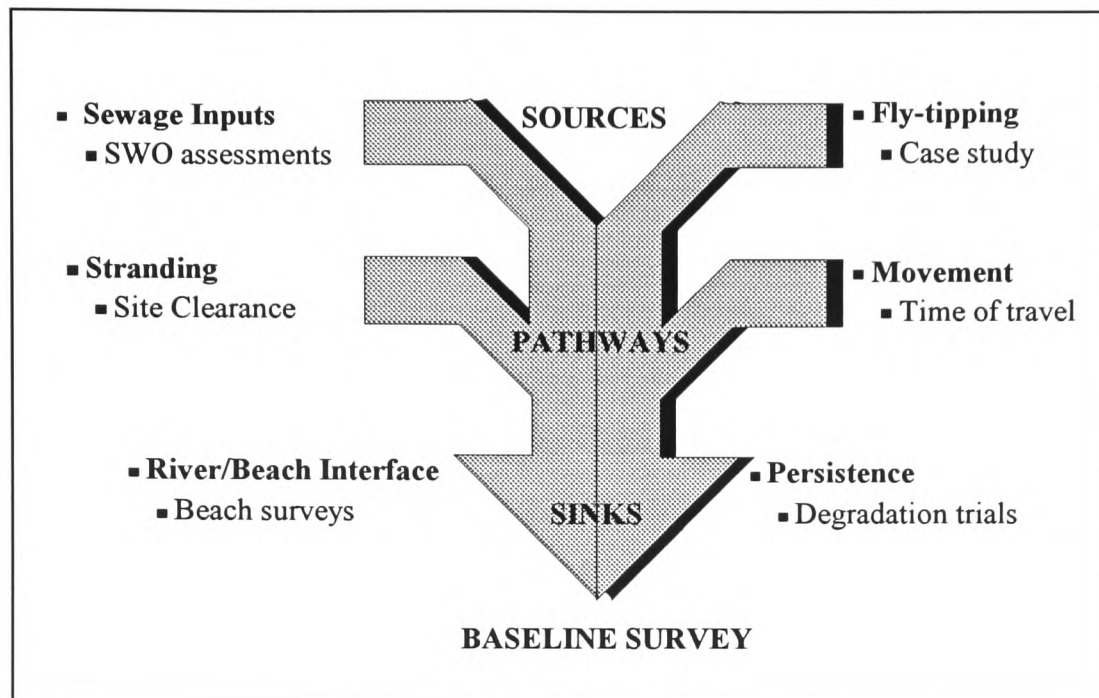 SOURCES
▪ Sewage Inputs
▪ SWO assessments
▪ Fly-tipping
▪ Case study
▪ Stranding
▪ Site Clearance
PATHWAYS
▪ Movement
▪ Time of travel
▪ River/Beach Interface
▪ Beach surveys
SINKS
▪ Persistence
▪ Degradation trials
BASELINE SURVEY